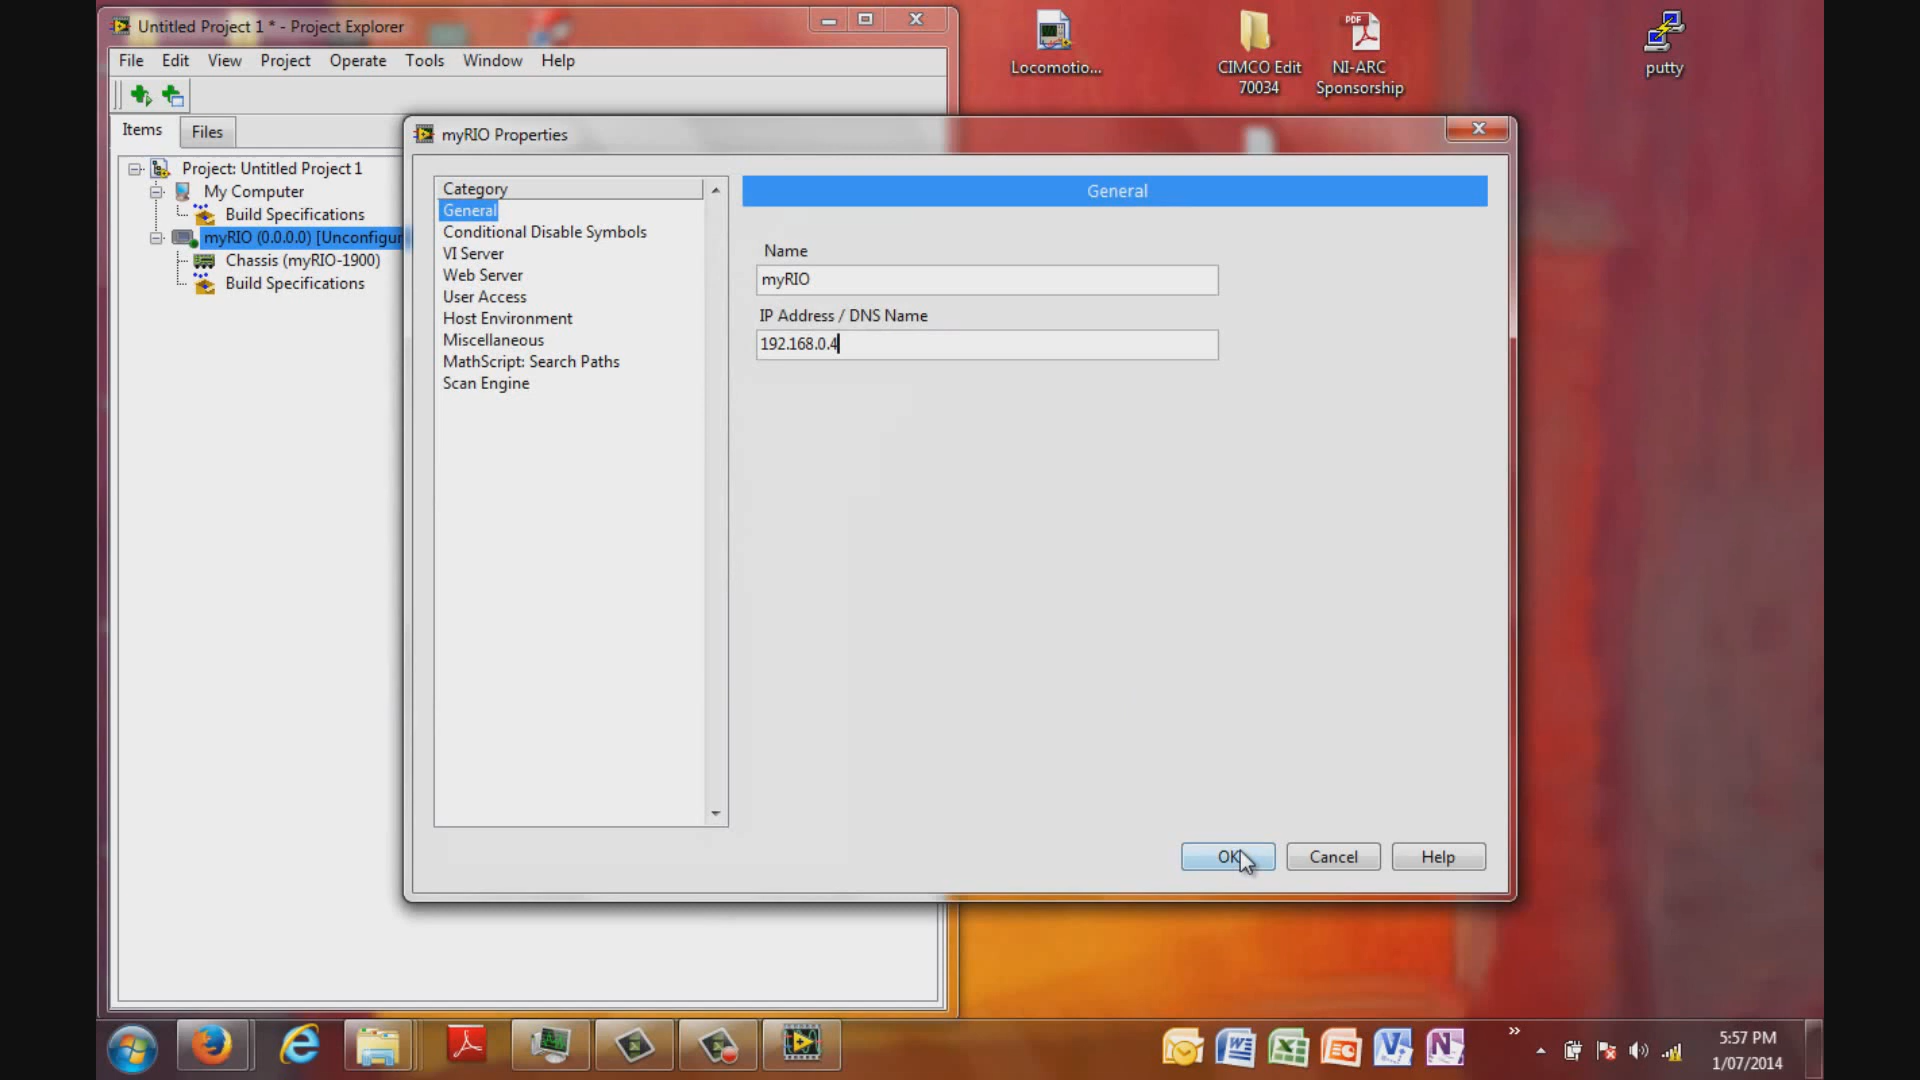 Untitled Project 1 * - Project Explorer
File Edit View Project Operate Tools Window Help
Items Files
Project: Untitled Project 1
My Computer
Build Specifications
myRIO (0.0.0.0) [Unconfigur
Chassis (myRIO-1900)
Build Specifications
myRIO Properties
Category
General
Conditional Disable Symbols
VI Server
Web Server
User Access
Host Environment
Miscellaneous
MathScript: Search Paths
Scan Engine
General
Name
myRIO
IP Address / DNS Name
192.168.0.4
OK Cancel Help
Locomotio...
CIMCO Edit
70034
PDF
NI-ARC
Sponsorship
putty
5:57 PM
1/07/2014